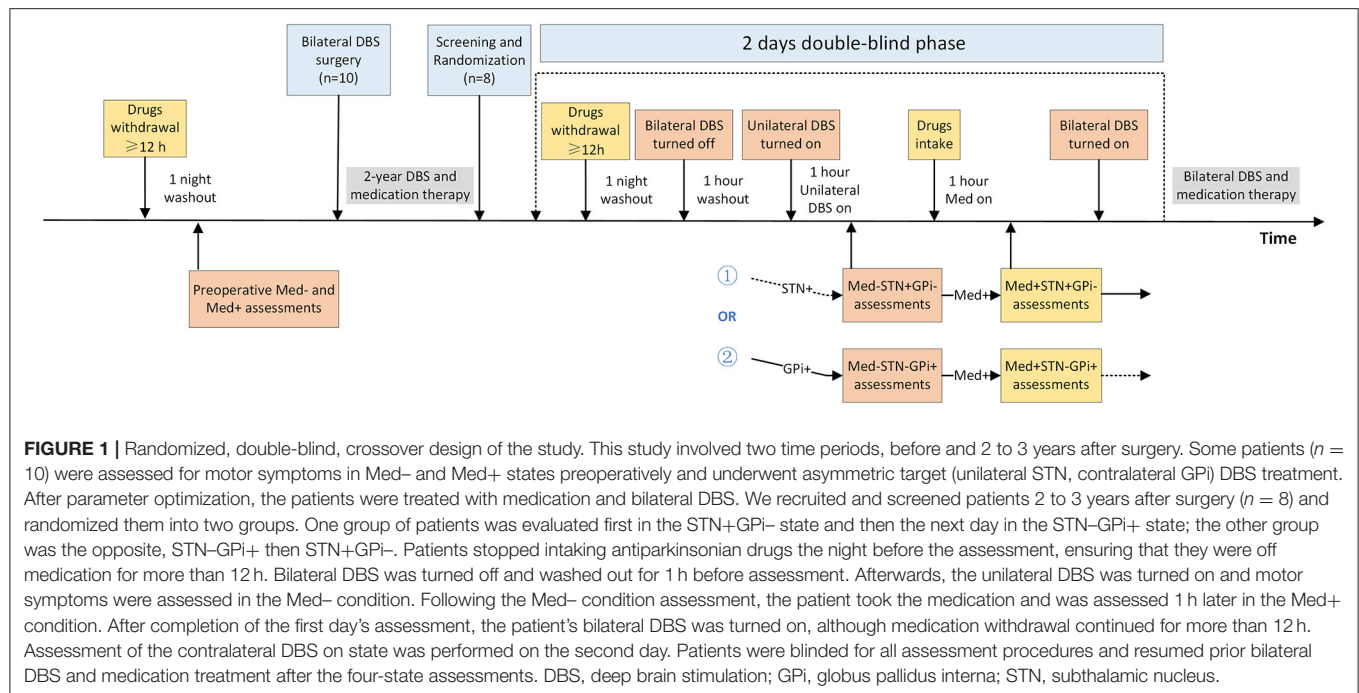 Bilateral DBS
surgery
(n=10)
Screening and
Randomization
(n=8)
2 days double-blind phase
Drugs
withdrawal
≥12 h
Drugs
withdrawal
≥12h
Bilateral DBS
turned off
Unilateral DBS
turned on
Drugs
intake
Bilateral DBS
turned on
1 night
washout
2-year DBS and
medication therapy
1 night
washout
1 hour
washout
1 hour
Unilateral
DBS on
1 hour
Med on
Bilateral DBS and
medication therapy
Time
Preoperative Med- and
Med+ assessments
①
STN+
Med-STN+GPi-
assessments
Med+
Med+STN+GPi-
assessments
OR
②
GPi+
Med-STN-GPi+
assessments
Med+
Med+STN-GPi+
assessments
FIGURE 1 | Randomized, double-blind, crossover design of the study. This study involved two time periods, before and 2 to 3 years after surgery. Some patients (n =
10) were assessed for motor symptoms in Med– and Med+ states preoperatively and underwent asymmetric target (unilateral STN, contralateral GPi) DBS treatment.
After parameter optimization, the patients were treated with medication and bilateral DBS. We recruited and screened patients 2 to 3 years after surgery (n = 8) and
randomized them into two groups. One group of patients was evaluated first in the STN+GPi– state and then the next day in the STN–GPi+ state; the other group
was the opposite, STN–GPi+ then STN+GPi–. Patients stopped intaking antiparkinsonian drugs the night before the assessment, ensuring that they were off
medication for more than 12 h. Bilateral DBS was turned off and washed out for 1 h before assessment. Afterwards, the unilateral DBS was turned on and motor
symptoms were assessed in the Med– condition. Following the Med– condition assessment, the patient took the medication and was assessed 1 h later in the Med+
condition. After completion of the first day's assessment, the patient's bilateral DBS was turned on, although medication withdrawal continued for more than 12 h.
Assessment of the contralateral DBS on state was performed on the second day. Patients were blinded for all assessment procedures and resumed prior bilateral
DBS and medication treatment after the four-state assessments. DBS, deep brain stimulation; GPi, globus pallidus interna; STN, subthalamic nucleus.